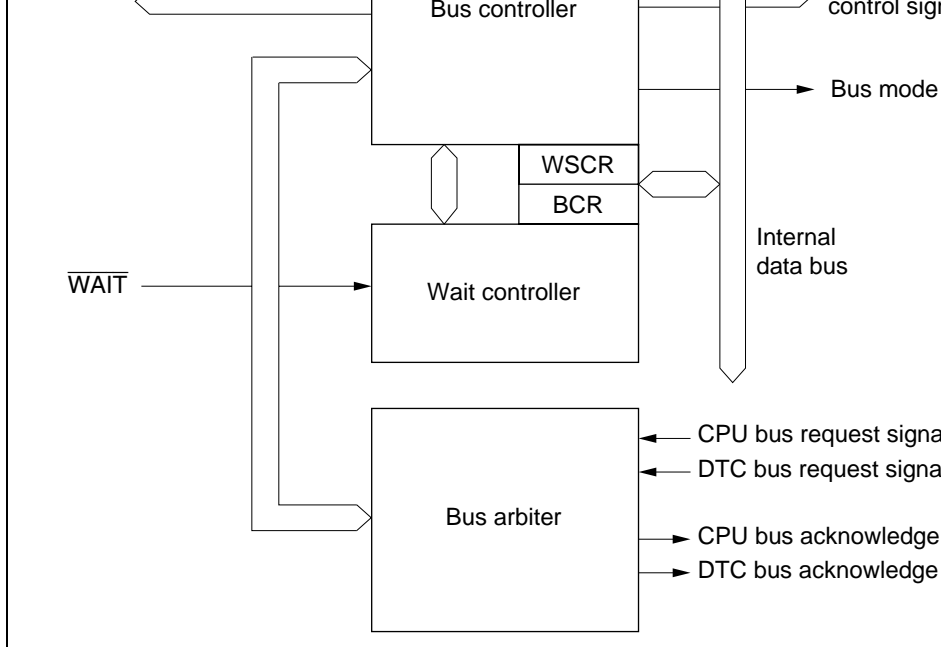 Bus controller
control sign
Bus mode
WSCR
BCR
Internal
data bus
WAIT
Wait controller
CPU bus request signa
DTC bus request signa
Bus arbiter
CPU bus acknowledge
DTC bus acknowledge